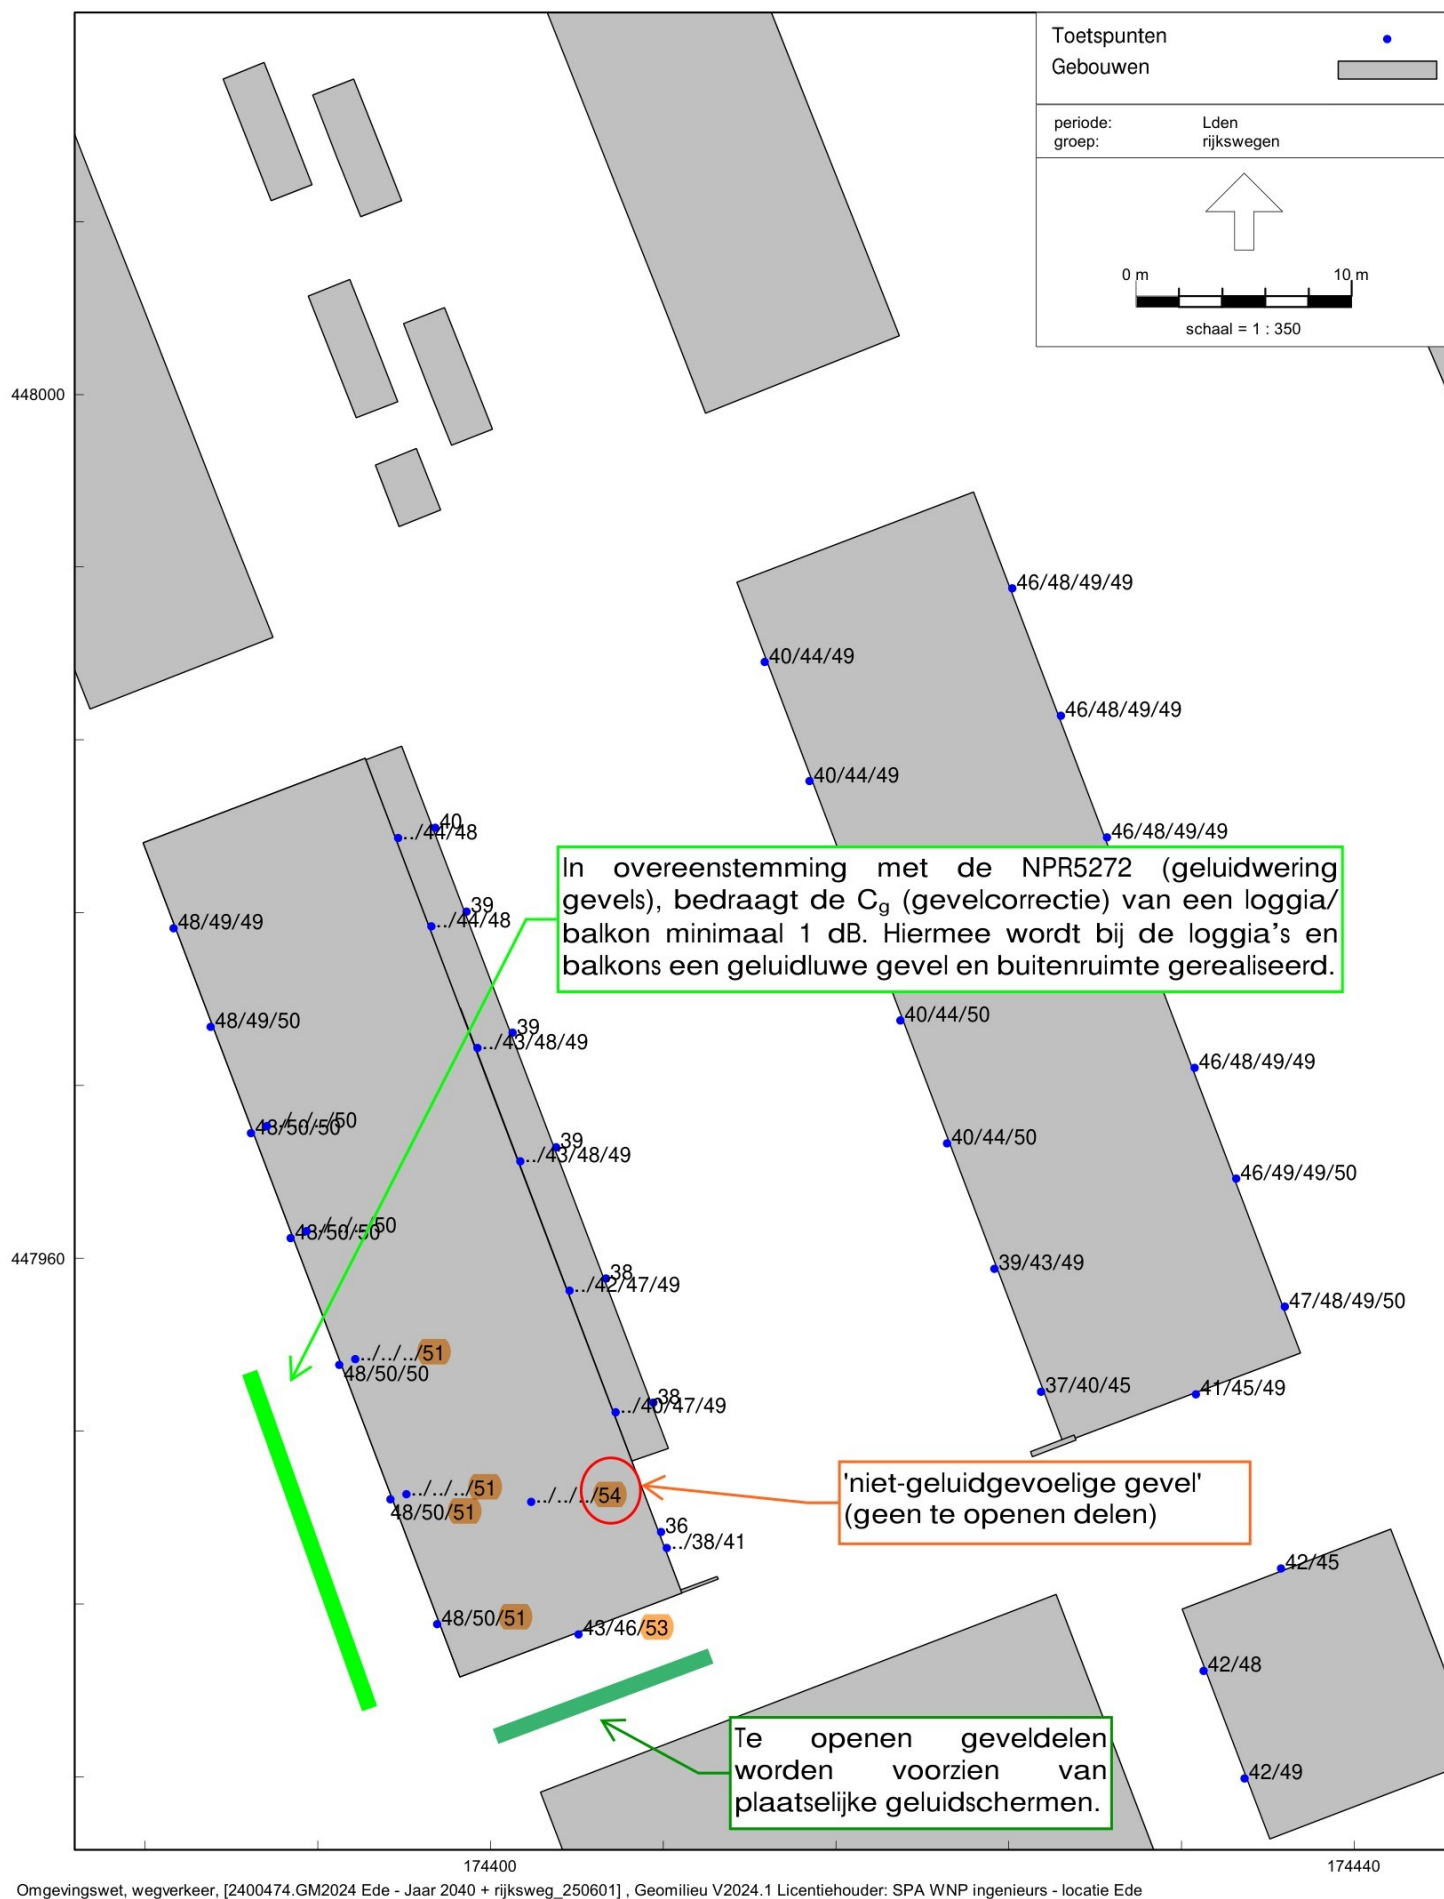 Toetspunten
Gebouwen
periode: Lden
groep: rijkswegen
0 m 10 m
schaal = 1 : 350
448000
46/48/49/49
40/44/49
46/48/49/49
40/44/49
40
../44/48
46/48/49/49
In overeenstemming met de NPR5272 (geluidwering
gevels), bedraagt de Cg (gevelcorrectie) van een loggia/
balkon minimaal 1 dB. Hiermee wordt bij de loggia's en
balkons een geluidluwe gevel en buitenruimte gerealiseerd.
39
../44/48
48/49/49
48/49/50
39
../43/48/49
40/44/50
46/48/49/49
../../../50
48/50/50
39
../43/48/49
40/44/50
46/49/49/50
../../../50
48/50/50
447960
38
../42/47/49
39/43/49
47/48/49/50
../../../51
48/50/50
38
../40/47/49
37/40/45
41/45/49
../../../51
48/50/51
../../../54
'niet-geluidgevoelige gevel'
(geen te openen delen)
36
../38/41
42/45
48/50/51
43/46/53
42/48
Te openen geveldelen
worden voorzien van
plaatselijke geluidschermen.
42/49
174400 174440
Omgevingswet, wegverkeer, [2400474.GM2024 Ede - Jaar 2040 + rijksweg_250601] , Geomilieu V2024.1 Licentiehouder: SPA WNP ingenieurs - locatie Ede